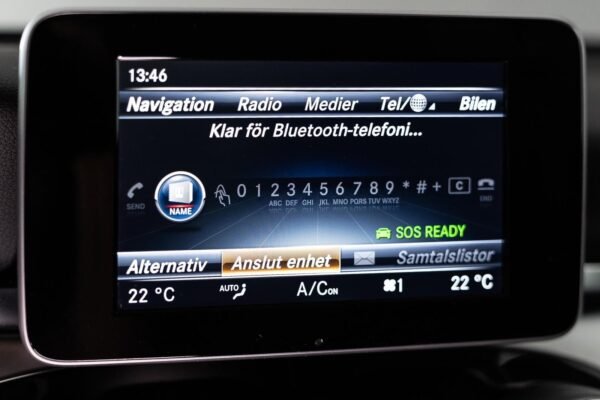 13:46
Navigation Radio Medier Tel/ Bilen
Klar för Bluetooth-telefoni...
SEND NAME 0 1 2 3 4 5 6 7 8 9 * # + C END
ABC DEF GHI JKL MNO PQRS TUV WXYZ
SOS READY
Alternativ Anslut enhet Samtalslistor
22 °C AUTO A/C ON 1 22 °C